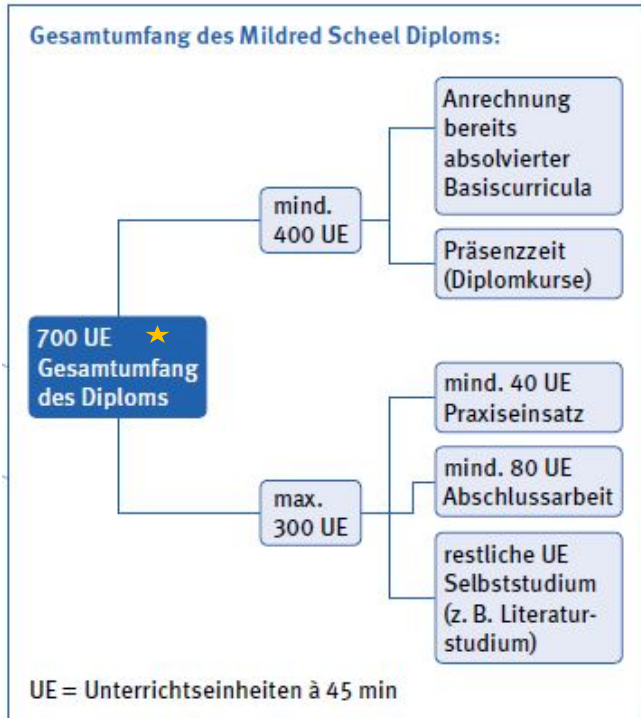 Gesamtumfang des Mildred Scheel Diploms:
Anrechnung
bereits
absolvierter
Basiscurricula
mind.
400 UE
Präsenzzeit
(Diplomkurse)
700 UE
Gesamtumfang
des Diploms
mind. 40 UE
Praxiseinsatz
mind. 80 UE
Abschlussarbeit
max.
300 UE
restliche UE
Selbststudium
(z. B. Literatur-
studium)
UE = Unterrichtseinheiten à 45 min